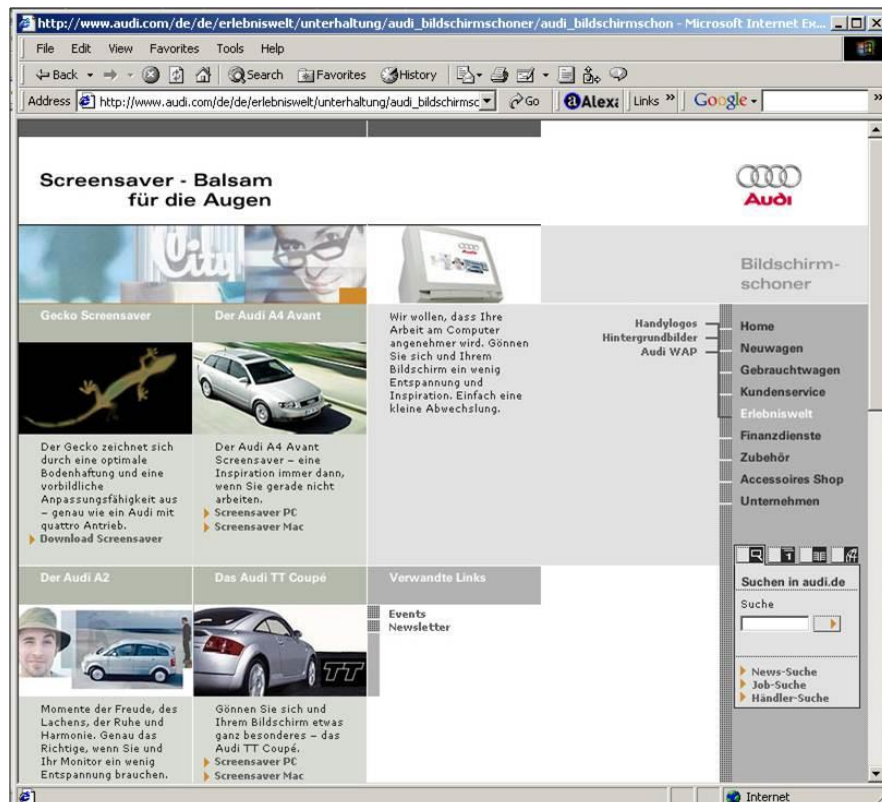 http://www.audi.com/de/de/erlebniswelt/unterhaltung/audi_bildschirmschoner/audi_bildschirmschon - Microsoft Internet Ex...
File Edit View Favorites Tools Help
Back Search Favorites History
Address http://www.audi.com/de/de/erlebniswelt/unterhaltung/audi_bildschirmsc Go Alexa Links » Google »
Screensaver - Balsam
für die Augen
Audi
City
Audi
Bildschirm-
schoner
Gecko Screensaver
Der Gecko zeichnet sich
durch eine optimale
Bodenhaftung und eine
vorbildliche
Anpassungsfähigkeit aus
– genau wie ein Audi mit
quattro Antrieb.
Download Screensaver
Der Audi A4 Avant
Der Audi A4 Avant
Screensaver – eine
Inspiration immer dann,
wenn Sie gerade nicht
arbeiten.
Screensaver PC
Screensaver Mac
Wir wollen, dass Ihre
Arbeit am Computer
angenehmer wird. Gönnen
Sie sich und Ihrem
Bildschirm ein wenig
Entspannung und
Inspiration. Einfach eine
kleine Abwechslung.
Handylogos
Hintergrundbilder
Audi WAP
Home
Neuwagen
Gebrauchtwagen
Kundenservice
Erlebniswelt
Finanzdienste
Zubehör
Accessoires Shop
Unternehmen
Der Audi A2
Momente der Freude, des
Lachens, der Ruhe und
Harmonie. Genau das
Richtige, wenn Sie und
Ihr Monitor ein wenig
Entspannung brauchen.
Das Audi TT Coupé
TT
Gönnen Sie sich und
Ihrem Bildschirm etwas
ganz besonderes – das
Audi TT Coupé.
Screensaver PC
Screensaver Mac
Verwandte Links
Events
Newsletter
Suchen in audi.de
Suche
News-Suche
Job-Suche
Händler-Suche
Internet